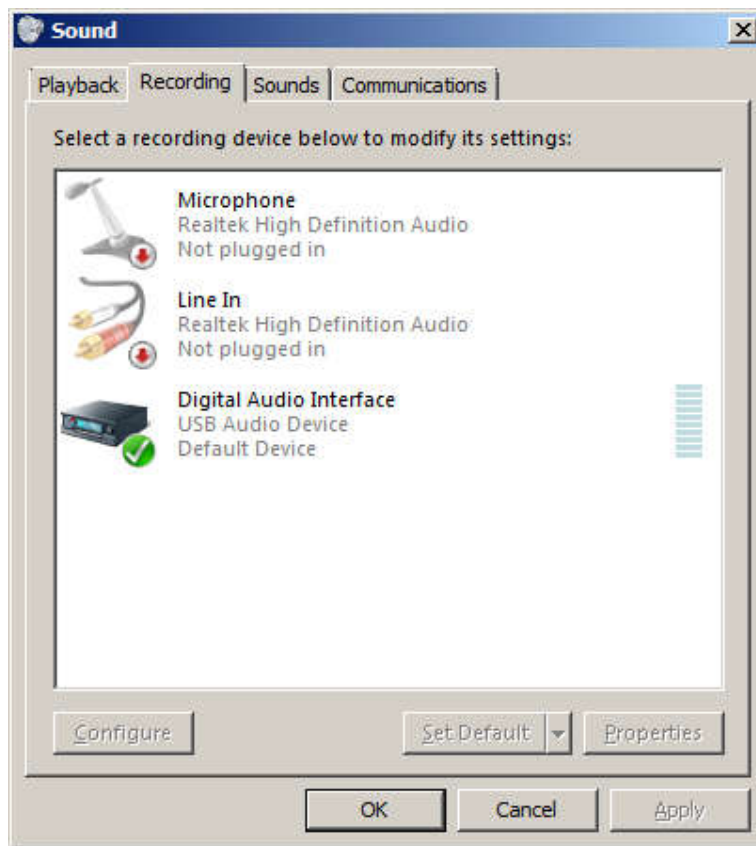 Sound
Playback Recording Sounds Communications
Select a recording device below to modify its settings:
Microphone
Realtek High Definition Audio
Not plugged in
Line In
Realtek High Definition Audio
Not plugged in
Digital Audio Interface
USB Audio Device
Default Device
Configure Set Default Properties
OK Cancel Apply